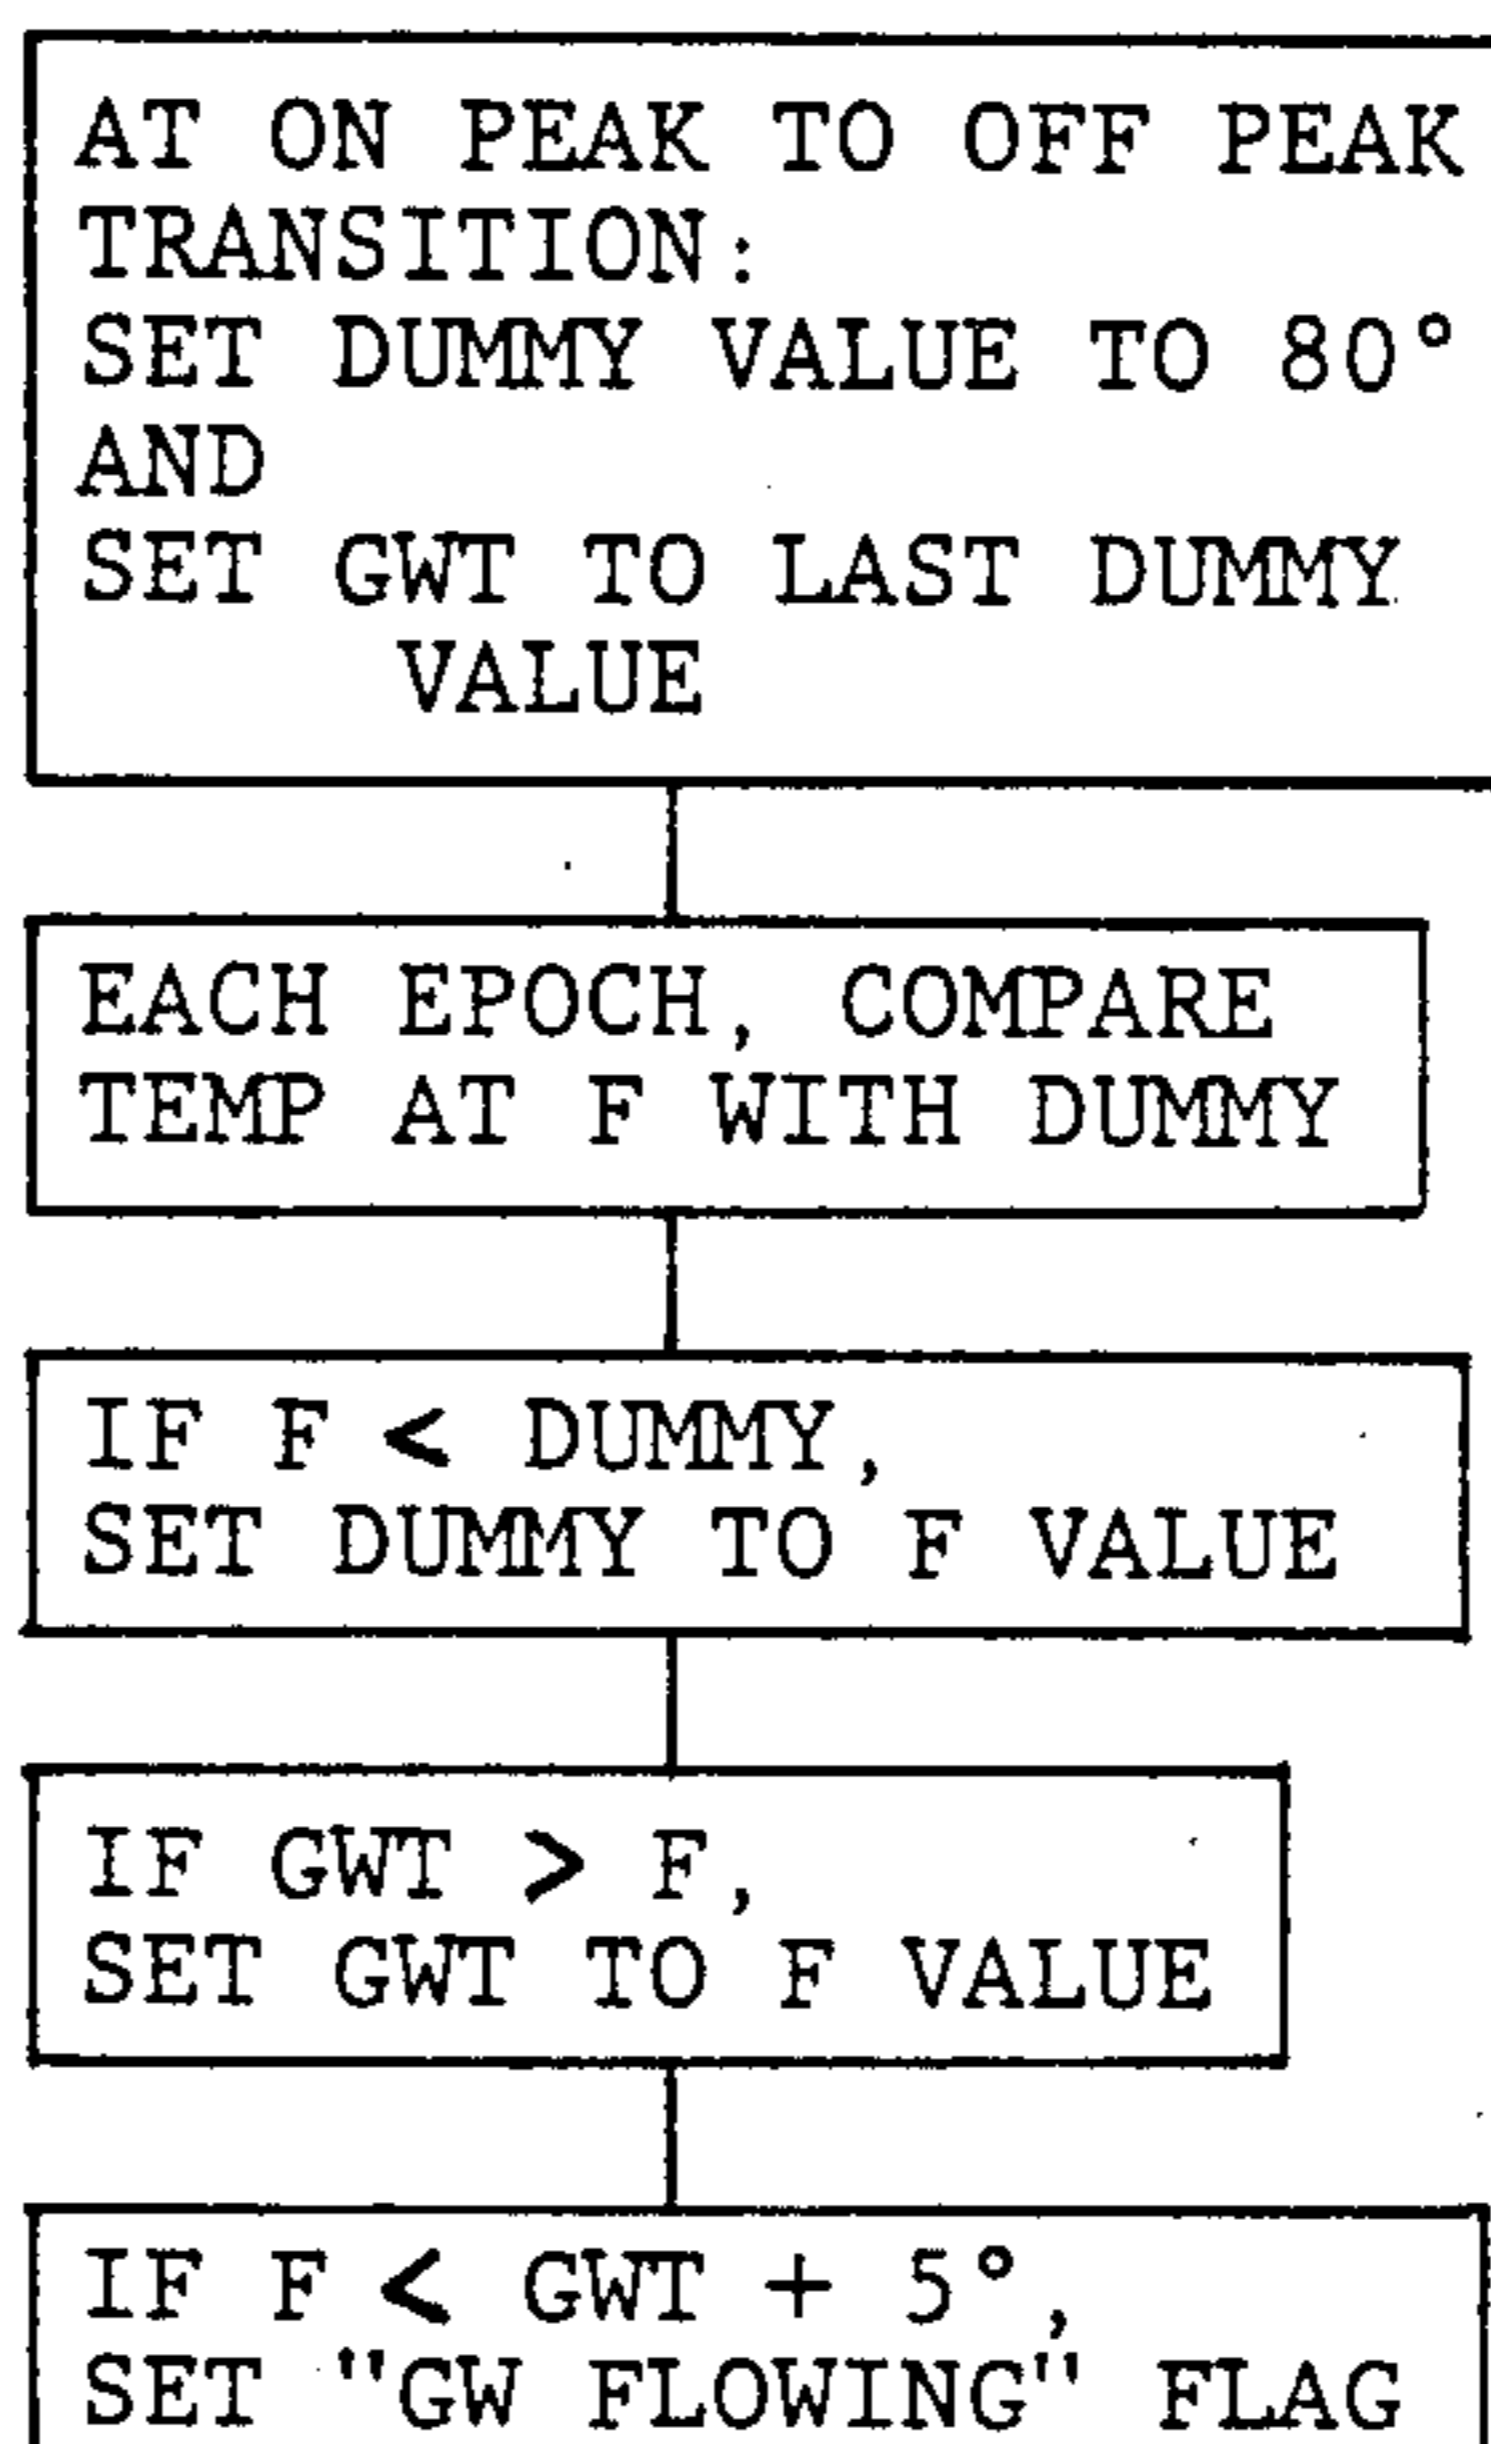 AT ON PEAK TO OFF PEAK
TRANSITION:
SET DUMMY VALUE TO 80°
AND
SET GWT TO LAST DUMMY
VALUE
EACH EPOCH, COMPARE
TEMP AT F WITH DUMMY
IF F < DUMMY,
SET DUMMY TO F VALUE
IF GWT > F,
SET GWT TO F VALUE
IF F < GWT + 5°,
SET "GW FLOWING" FLAG